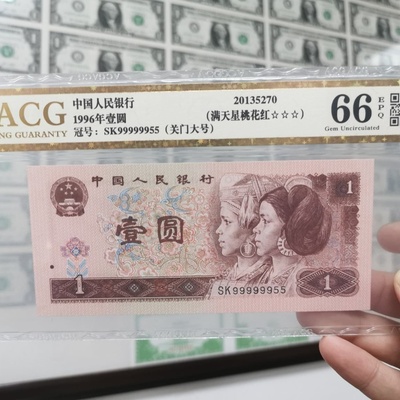 ACG
NG GUARANTY
中国人民银行
1996年壹圆
冠号：SK99999955（关门大号）
20135270
（满天星桃花红☆☆☆）
66
EPQ
Gem Uncirculated
中国人民银行
1
壹圆
1
SK99999955
1